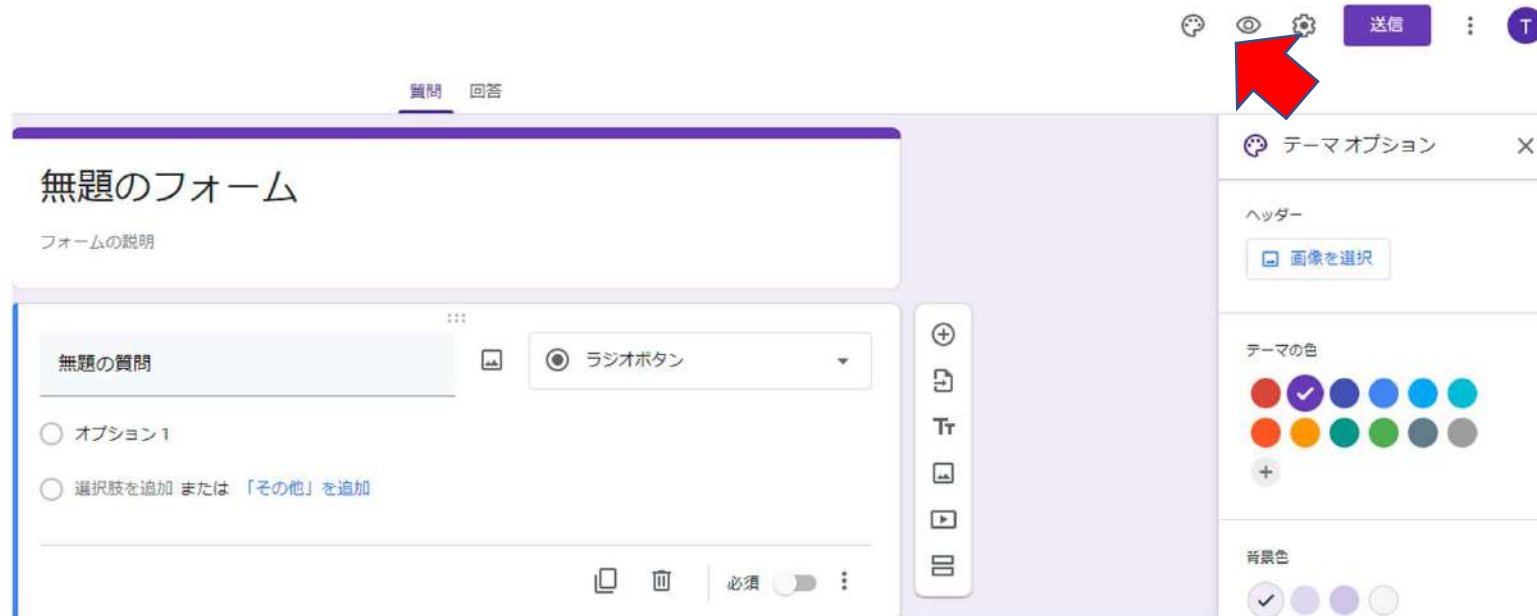 送信
T
質問 回答
テーマ オプション
無題のフォーム
フォームの説明
ヘッダー
画像を選択
無題の質問
ラジオボタン
テーマの色
オプション 1
選択肢を追加 または 「その他」を追加
必須
背景色